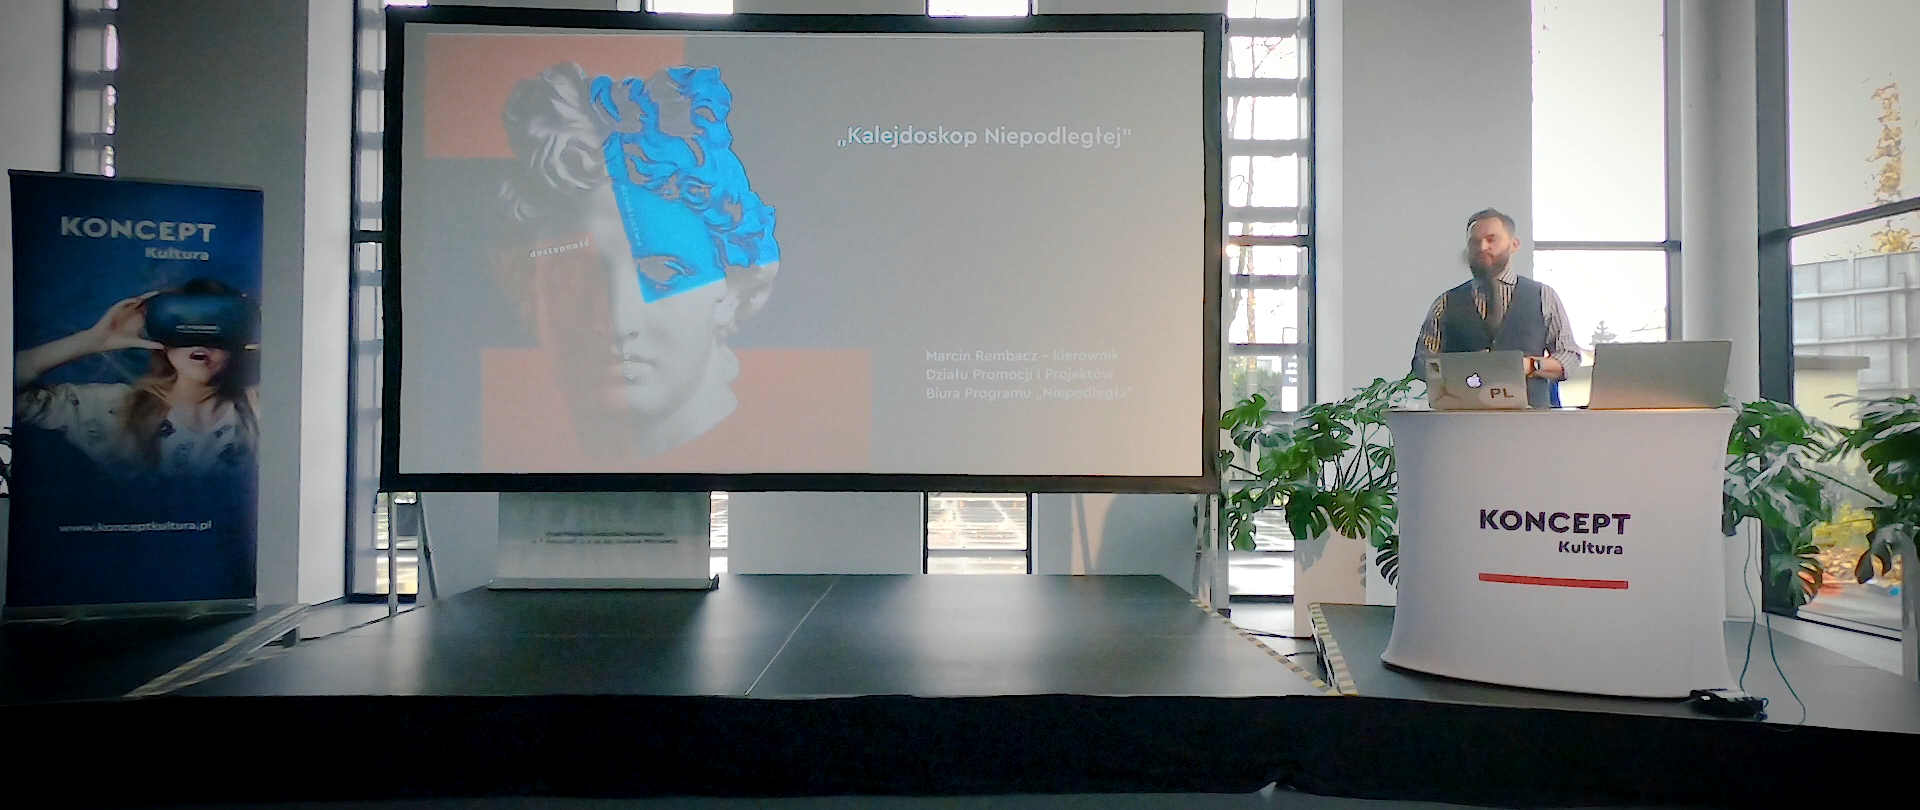 KONCEPT
Kultura
www.konceptkultura.pl
„Kalejdoskop Niepodległej"
dostępność
Marcin Rembacz - kierownik
Działu Promocji i Projektów
Biura Programu „Niepodległa"
PL
KONCEPT
Kultura